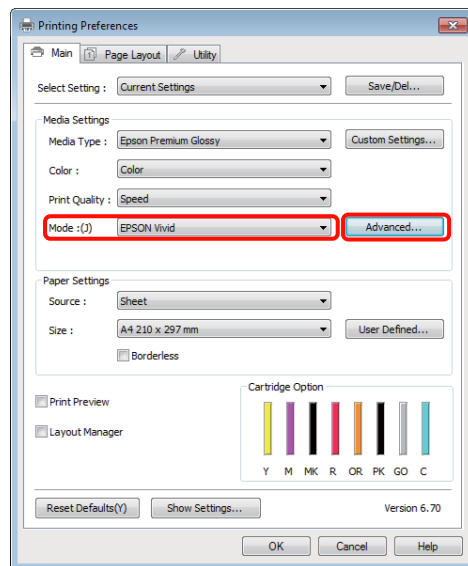 Printing Preferences
Main Page Layout Utility
Select Setting : Current Settings Save/Del...
Media Settings
Media Type : Epson Premium Glossy Custom Settings...
Color : Color
Print Quality : Speed
Mode :(J) EPSON Vivid Advanced...
Paper Settings
Source : Sheet
Size : A4 210 x 297 mm User Defined...
Borderless
Cartridge Option
Print Preview
Layout Manager
Y M MK R OR PK GO C
Reset Defaults(Y) Show Settings... Version 6.70
OK Cancel Help